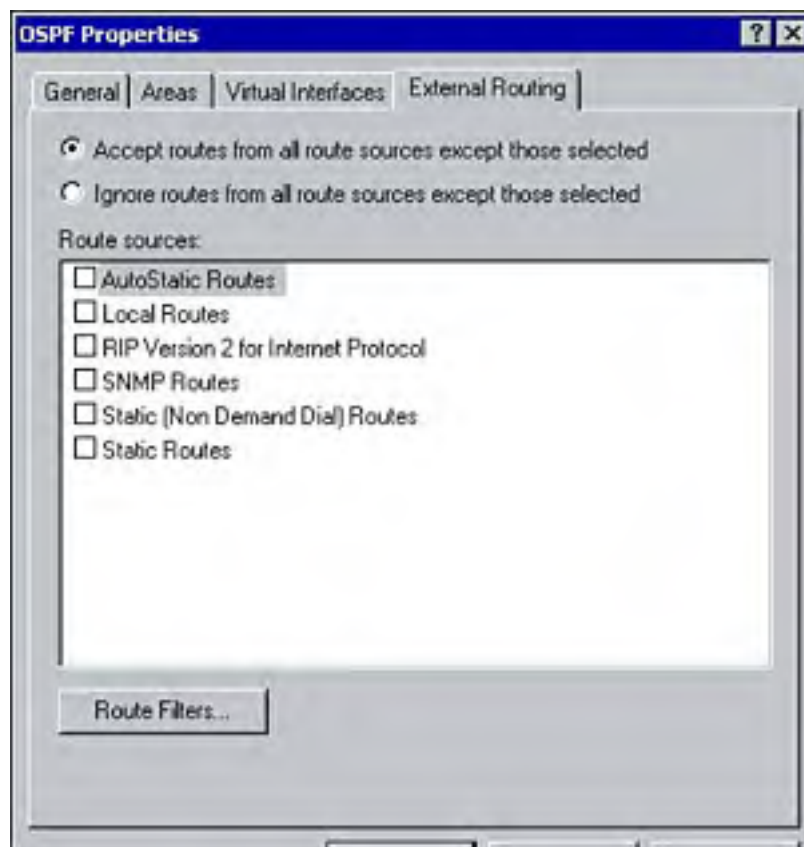 OSPF Properties
General Areas Virtual Interfaces External Routing
Accept routes from all route sources except those selected
Ignore routes from all route sources except those selected
Route sources:
AutoStatic Routes
Local Routes
RIP Version 2 for Internet Protocol
SNMP Routes
Static (Non Demand Dial) Routes
Static Routes
Route Filters...